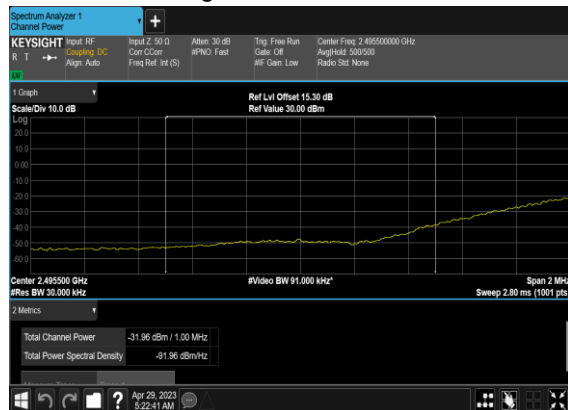 Spectrum Analyzer 1
Channel Power
KEYSIGHT
R T
Input: RF
Coupling: DC
Align: Auto
Input Z: 50 Ω
Corr CCorr
Freq Ref: Int (S)
Atten: 30 dB
#PNO: Fast
Trig: Free Run
Gate: Off
#IF Gain: Low
Center Freq: 2.495500000 GHz
Avg|Hold: 500/500
Radio Std: None
1 Graph
Scale/Div 10.0 dB
Ref Lvl Offset 15.30 dB
Ref Value 30.00 dBm
Log
20.0
10.0
0.00
-10.0
-20.0
-30.0
-40.0
-50.0
-60.0
Center 2.495500 GHz
#Video BW 91.000 kHz*
Span 2 MHz
#Res BW 30.000 kHz
Sweep 2.80 ms (1001 pts
2 Metrics
Total Channel Power
-31.96 dBm / 1.00 MHz
Total Power Spectral Density
-91.96 dBm/Hz
?
Apr 29, 2023
5:22:41 AM